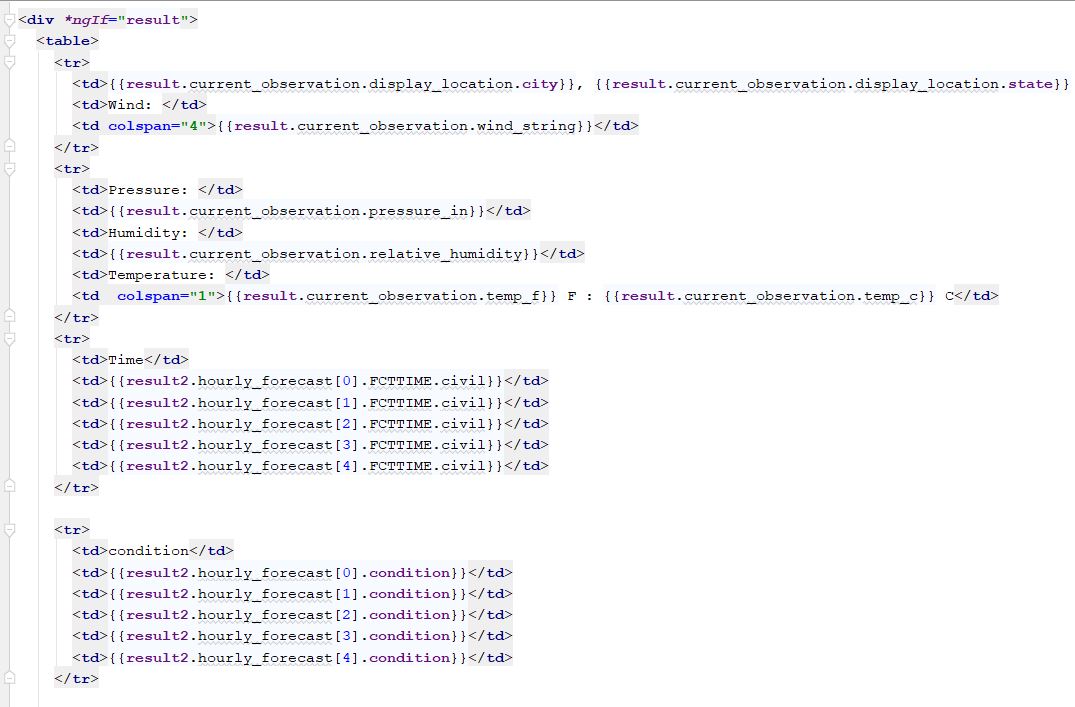 <div *ngIf="result">
<table>
<tr>
<td>{{result.current_observation.display_location.city}}, {{result.current_observation.display_location.state}}
<td>Wind: </td>
<td colspan="4">{{result.current_observation.wind_string}}</td>
</tr>
<tr>
<td>Pressure: </td>
<td>{{result.current_observation.pressure_in}}</td>
<td>Humidity: </td>
<td>{{result.current_observation.relative_humidity}}</td>
<td>Temperature: </td>
<td  colspan="1">{{result.current_observation.temp_f}} F : {{result.current_observation.temp_c}} C</td>
</tr>
<tr>
<td>Time</td>
<td>{{result2.hourly_forecast[0].FCTTIME.civil}}</td>
<td>{{result2.hourly_forecast[1].FCTTIME.civil}}</td>
<td>{{result2.hourly_forecast[2].FCTTIME.civil}}</td>
<td>{{result2.hourly_forecast[3].FCTTIME.civil}}</td>
<td>{{result2.hourly_forecast[4].FCTTIME.civil}}</td>
</tr>
<tr>
<td>condition</td>
<td>{{result2.hourly_forecast[0].condition}}</td>
<td>{{result2.hourly_forecast[1].condition}}</td>
<td>{{result2.hourly_forecast[2].condition}}</td>
<td>{{result2.hourly_forecast[3].condition}}</td>
<td>{{result2.hourly_forecast[4].condition}}</td>
</tr>